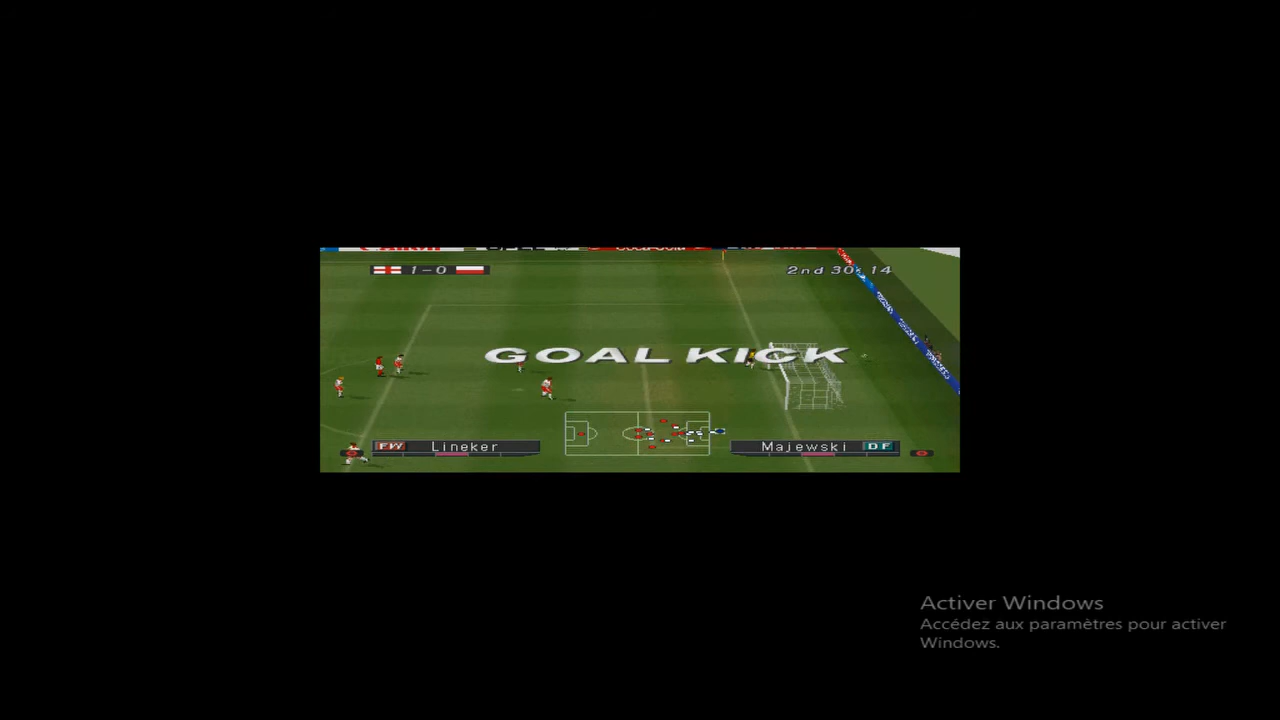 1-0
2nd 30:14
GOAL KICK
FW Lineker
Majewski DF
Activer Windows
Accédez aux paramètres pour activer
Windows.